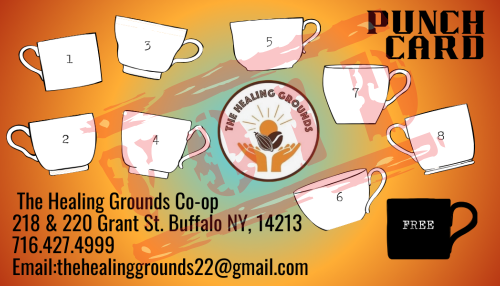 PUNCH
CARD
1
3
5
7
2
4
THE HEALING GROUNDS
8
6
FREE
The Healing Grounds Co-op
218 & 220 Grant St. Buffalo NY, 14213
716.427.4999
Email:thehealinggrounds22@gmail.com